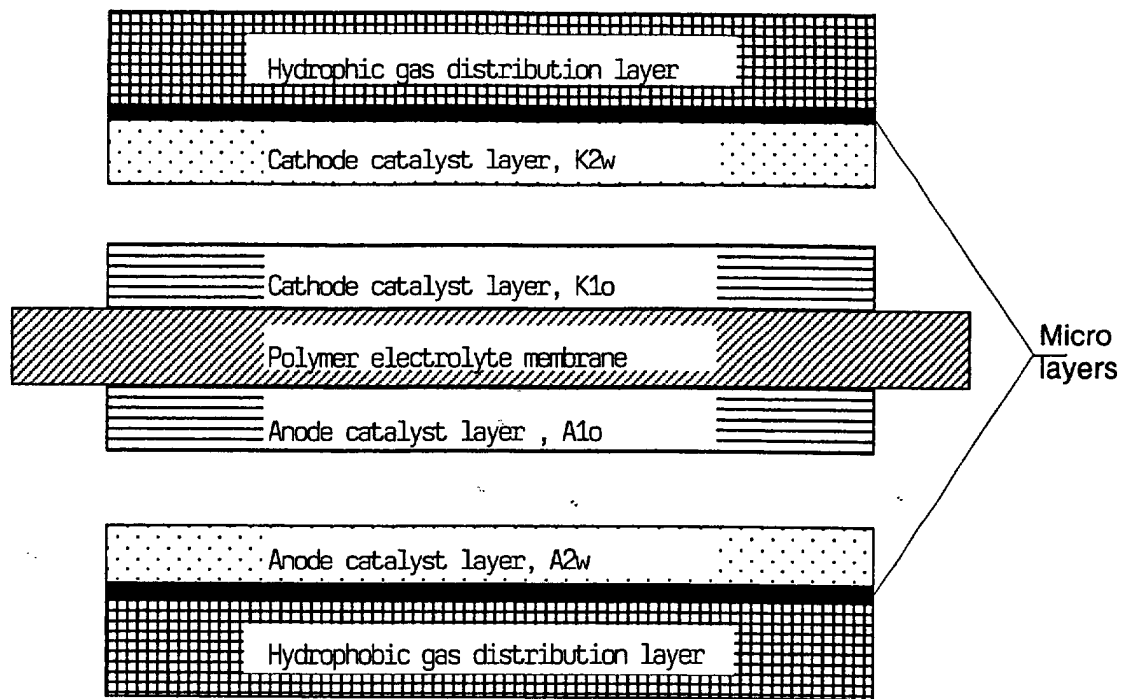 Hydrophic gas distribution layer
Cathode catalyst layer, K2w
Cathode catalyst layer, K1o
Polymer electrolyte membrane
Micro
layers
Anode catalyst layer , A1o
Anode catalyst layer, A2w
Hydrophobic gas distribution layer